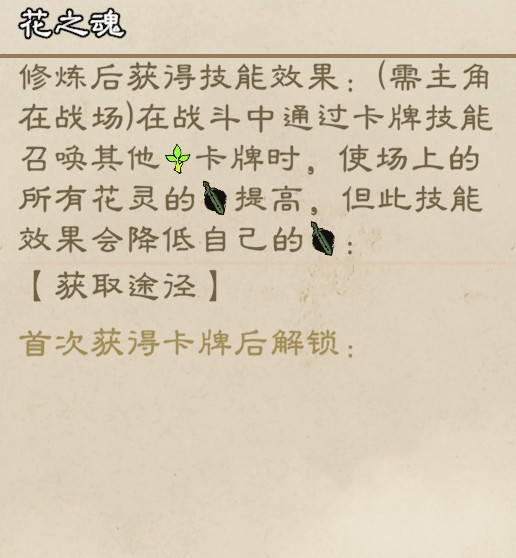 花之魂
修炼后获得技能效果：(需主角
在战场)在战斗中通过卡牌技能
召唤其他卡牌时，使场上的
所有花灵的提高，但此技能
效果会降低自己的：
【获取途径】
首次获得卡牌后解锁：